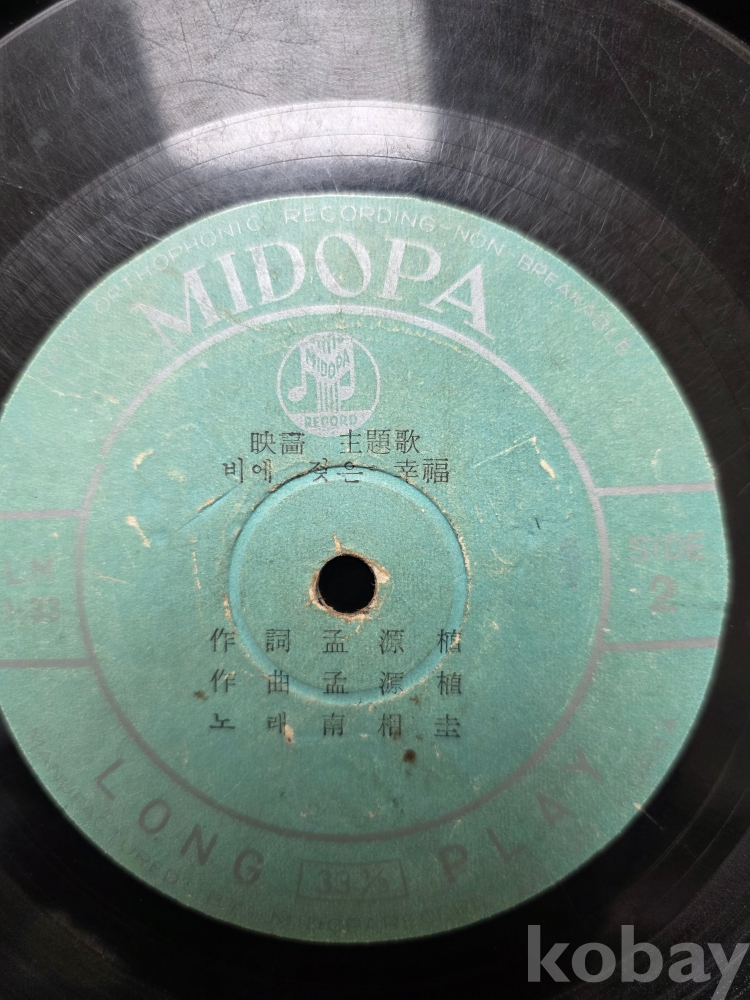 ORTHOPHONIC RECORDING-NON BREAKABLE
MIDOPA
MIDOPA
RECORD
映畵 主題歌
비에 젖은 幸福
SIDE
2
作詞 孟源植
作曲 孟源植
노래 南相圭
LONG PLAY
33⅓
MANUFACTURED
kobay